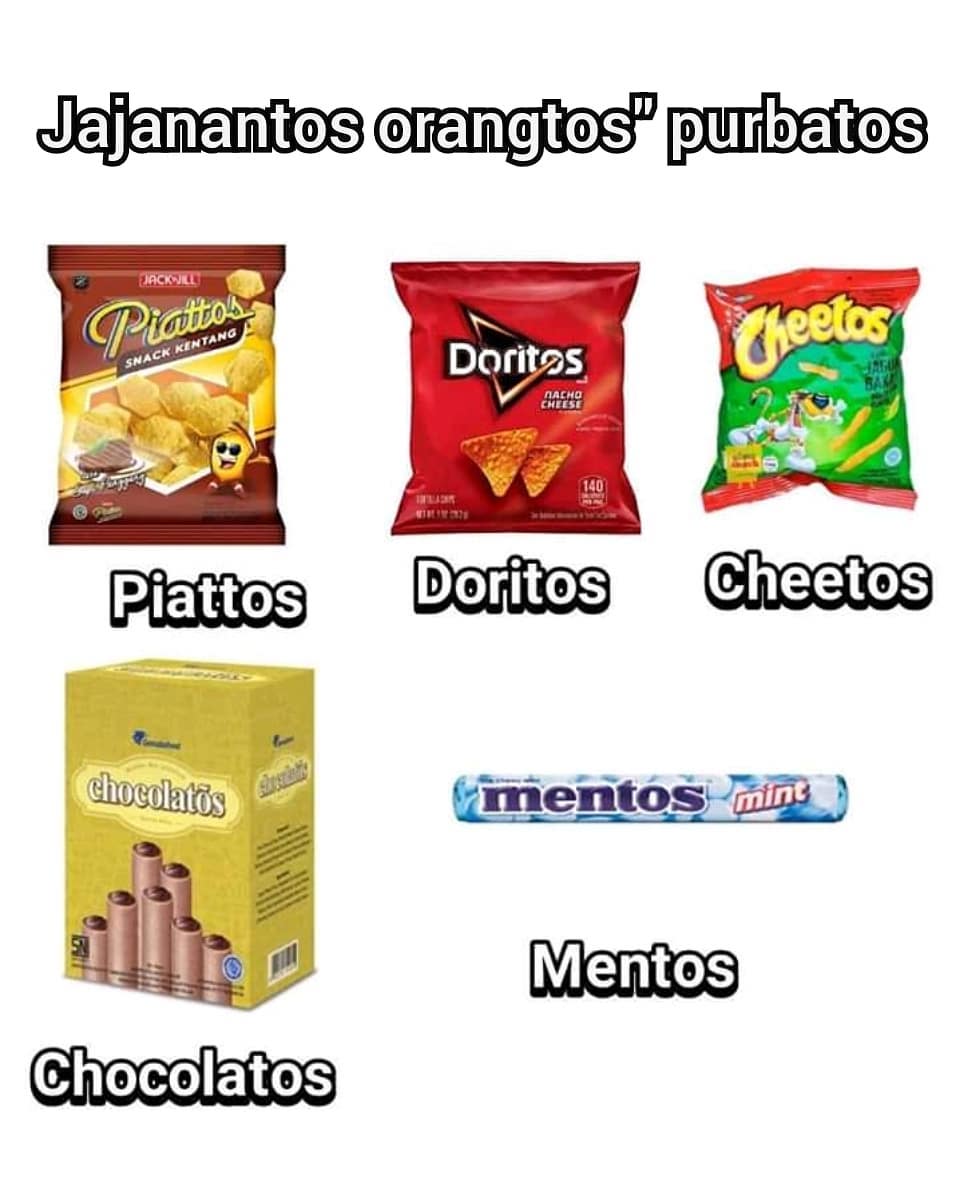 Jajanantos orangtos" purbatos
JACK'N JILL
Piattos
SNACK KENTANG
Doritos
NACHO
CHEESE
140
Cheetos
Piattos
Doritos
Cheetos
chocolatōs
mentos mint
Mentos
Chocolatos